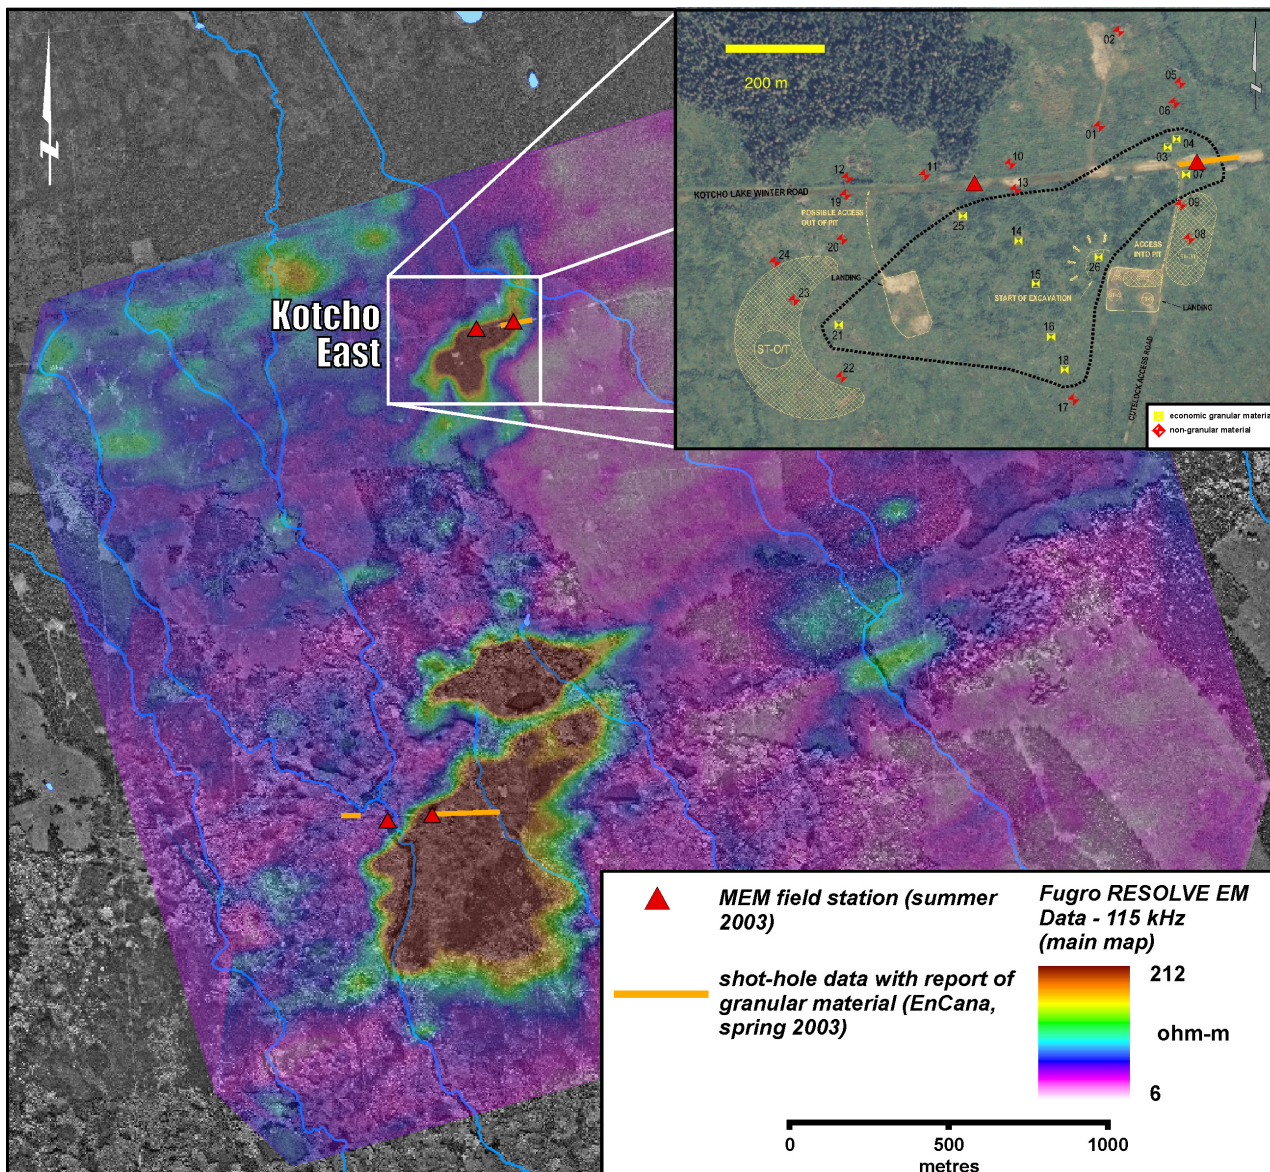 200 m
02
05
06
01
04
03
10
11
12
13
07
KOTCHO LAKE WINTER ROAD
19
09
POSSIBLE ACCESS
OUT OF PIT
25
20
14
08
ACCESS
INTO PIT
24
26
LANDING
15
23
START OF EXCAVATION
LANDING
Kotcho
East
21
16
ST-O/T
18
22
17
CUTELOCK ACCESS ROAD
economic granular material
non-granular material
MEM field station (summer
2003)
shot-hole data with report of
granular material (EnCana,
spring 2003)
Fugro RESOLVE EM
Data - 115 kHz
(main map)
212
ohm-m
6
0 500 1000
metres